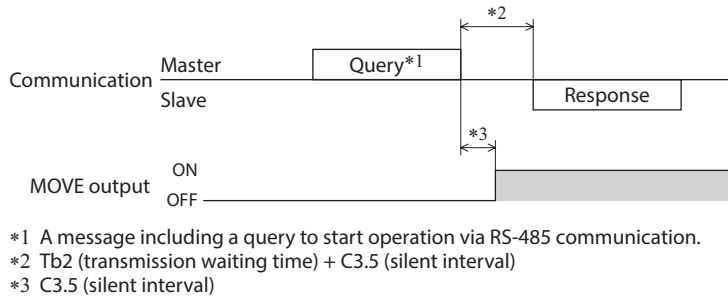 *2
Master
Query*1
Communication
Slave
Response
*3
ON
MOVE output
OFF
*1 A message including a query to start operation via RS-485 communication.
*2 Tb2 (transmission waiting time) + C3.5 (silent interval)
*3 C3.5 (silent interval)